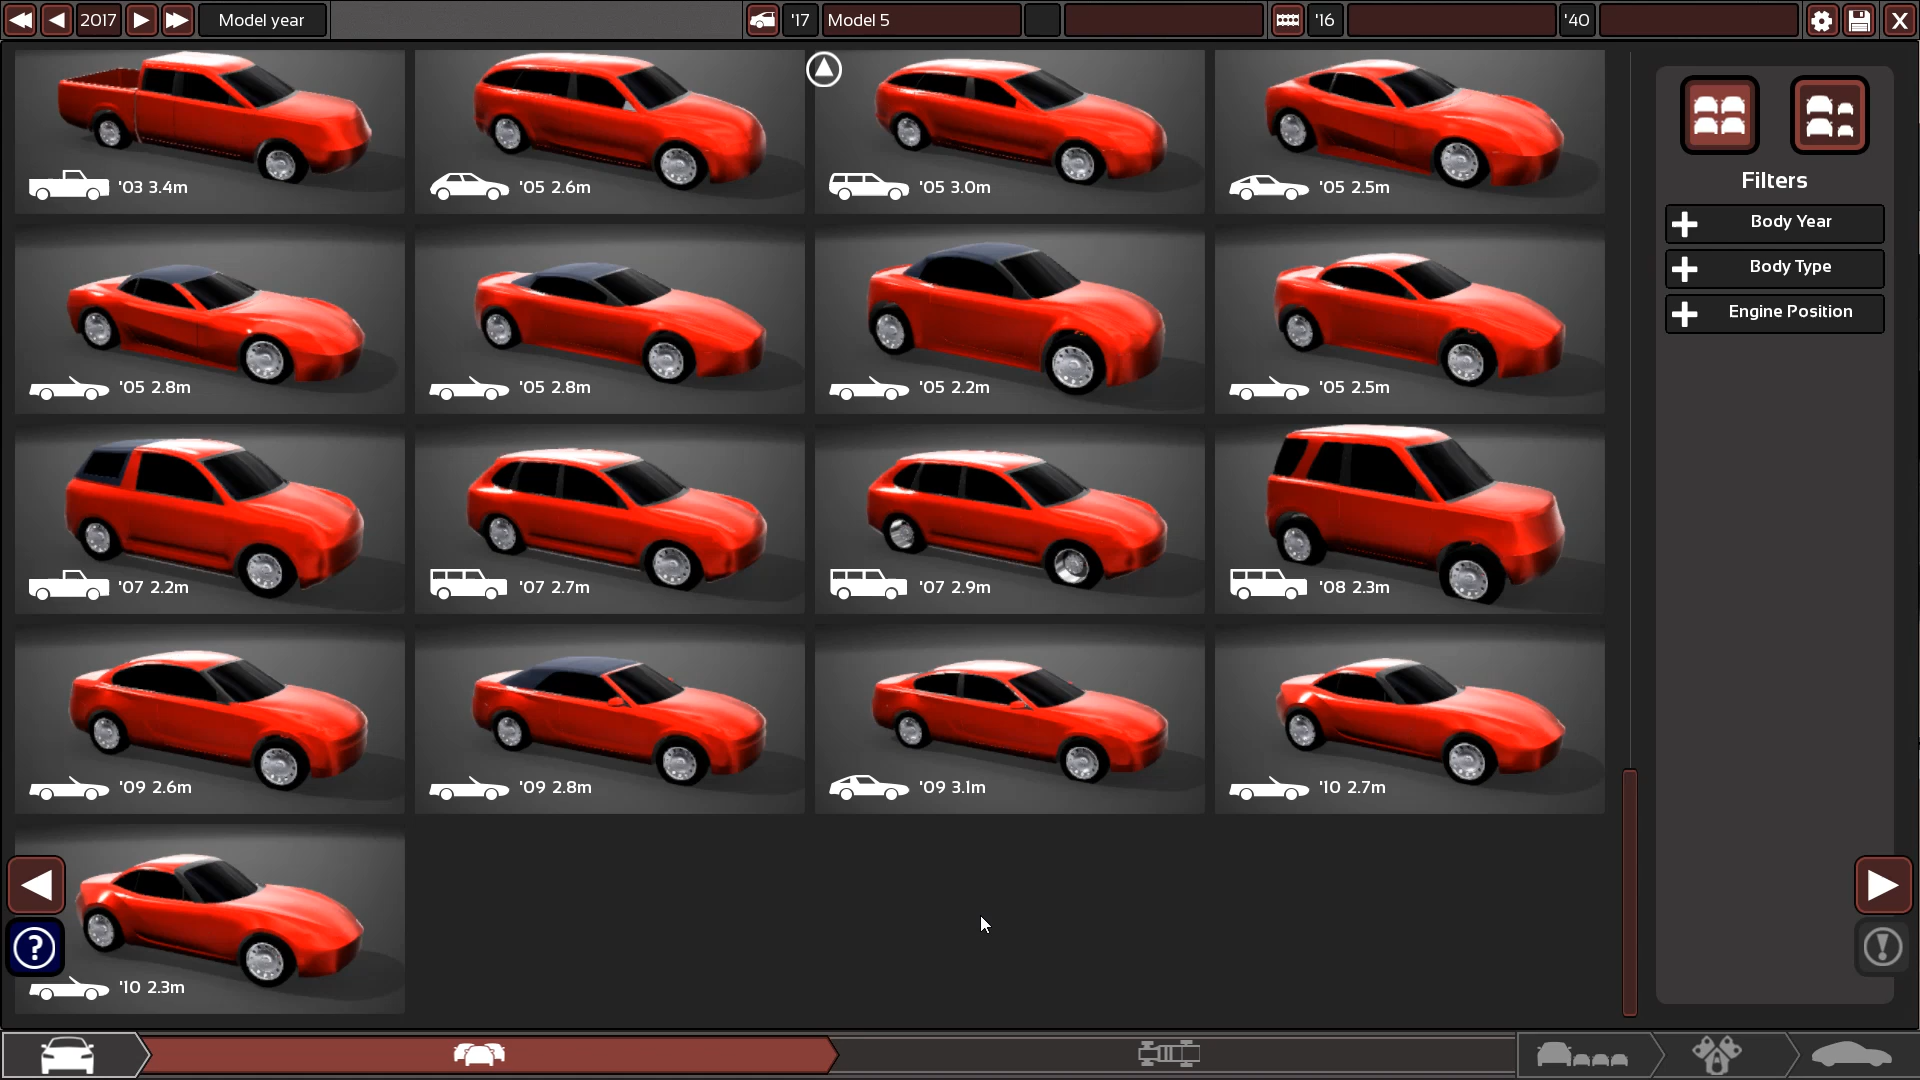 2017
Model year
'17
Model 5
'16
'40
'03 3.4m
'05 2.6m
'05 3.0m
'05 2.5m
'05 2.8m
'05 2.8m
'05 2.2m
'05 2.5m
'07 2.2m
'07 2.7m
'07 2.9m
'08 2.3m
'09 2.6m
'09 2.8m
'09 3.1m
'10 2.7m
'10 2.3m
Filters
Body Year
Body Type
Engine Position